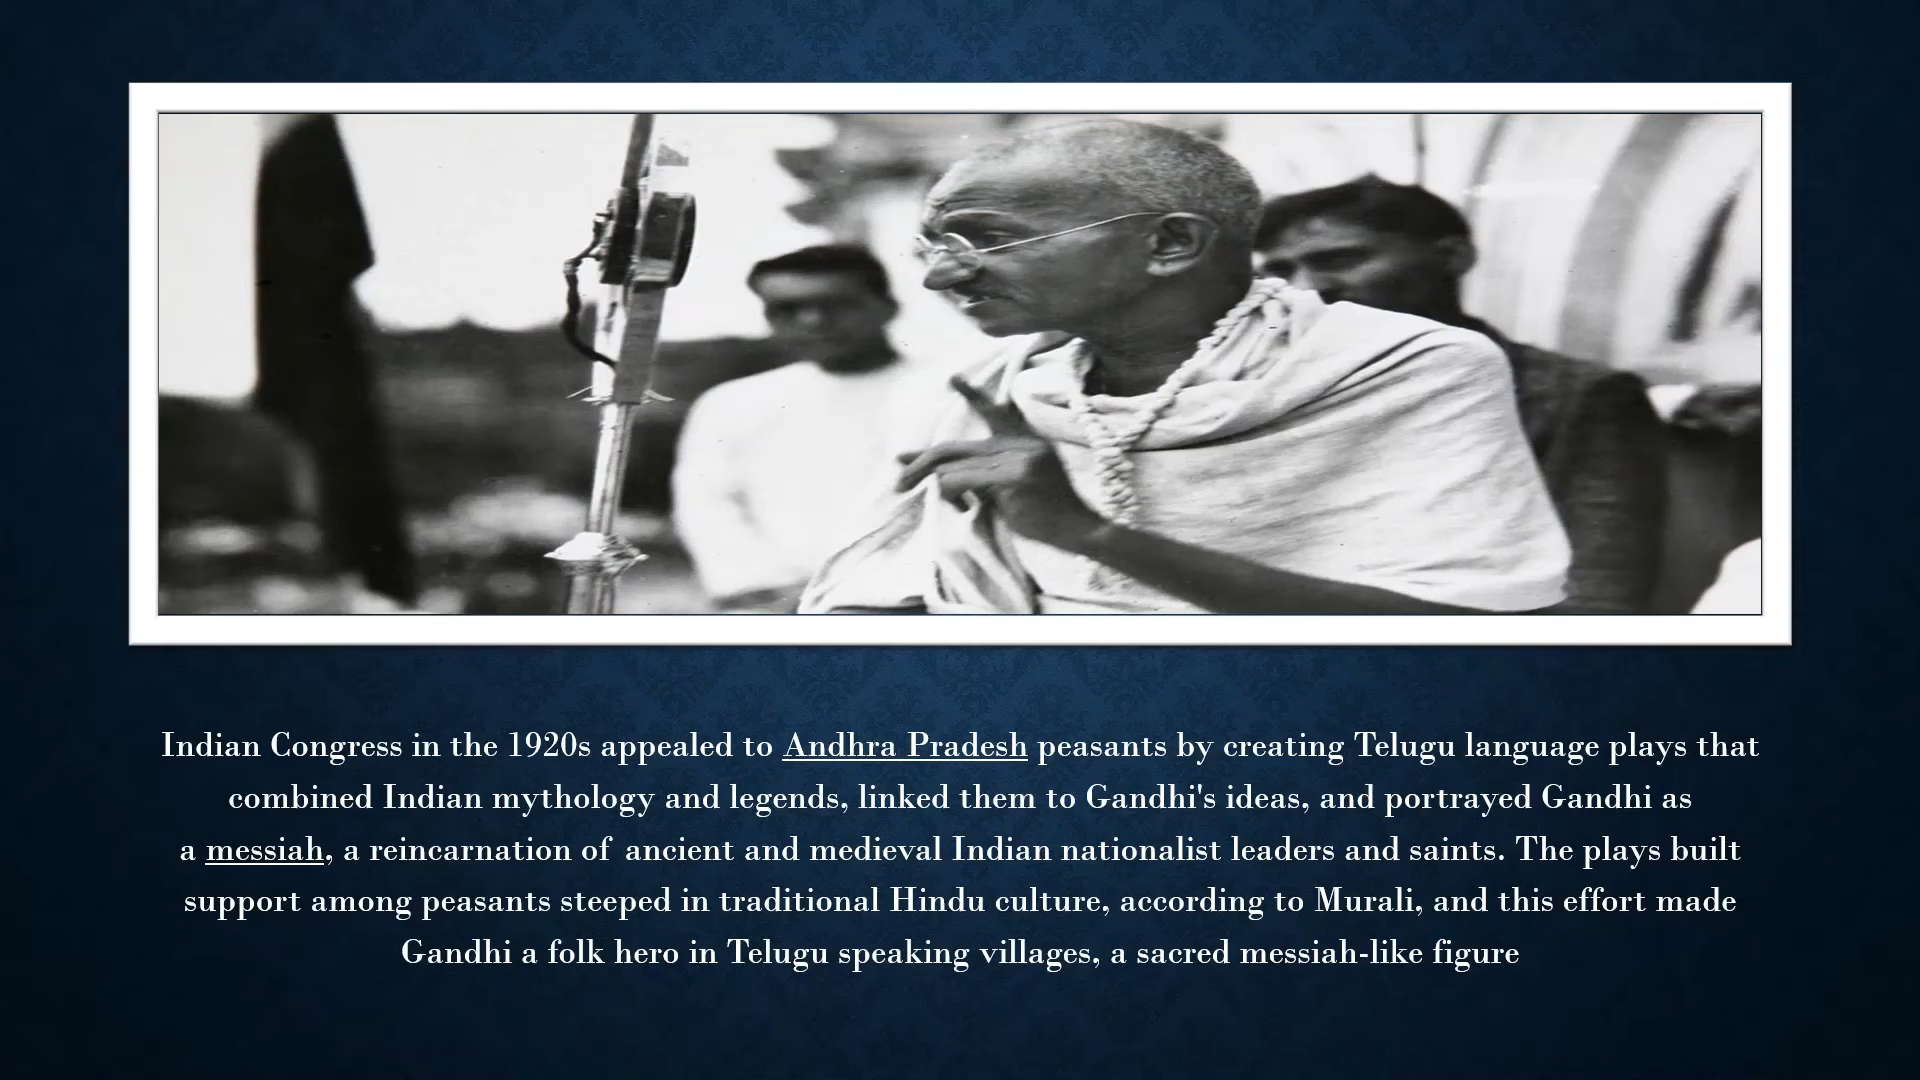 Indian Congress in the 1920s appealed to Andhra Pradesh peasants by creating Telugu language plays that
combined Indian mythology and legends, linked them to Gandhi's ideas, and portrayed Gandhi as
a messiah, a reincarnation of ancient and medieval Indian nationalist leaders and saints. The plays built
support among peasants steeped in traditional Hindu culture, according to Murali, and this effort made
Gandhi a folk hero in Telugu speaking villages, a sacred messiah-like figure